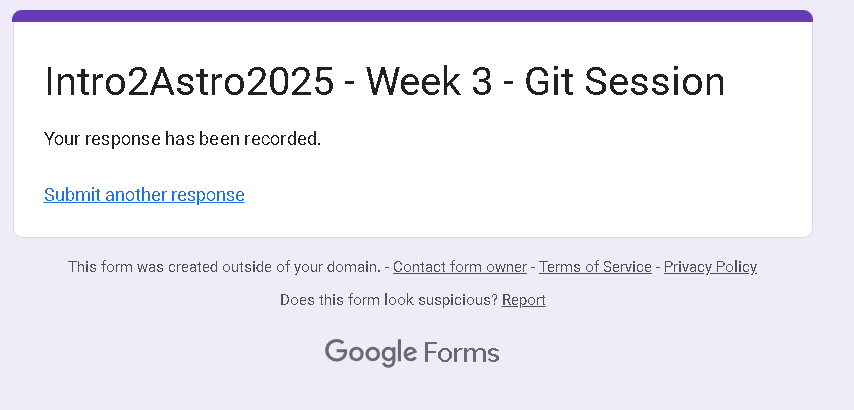 Intro2Astro2025 - Week 3 - Git Session
Your response has been recorded.
Submit another response
This form was created outside of your domain. - Contact form owner - Terms of Service - Privacy Policy
Does this form look suspicious? Report
Google Forms